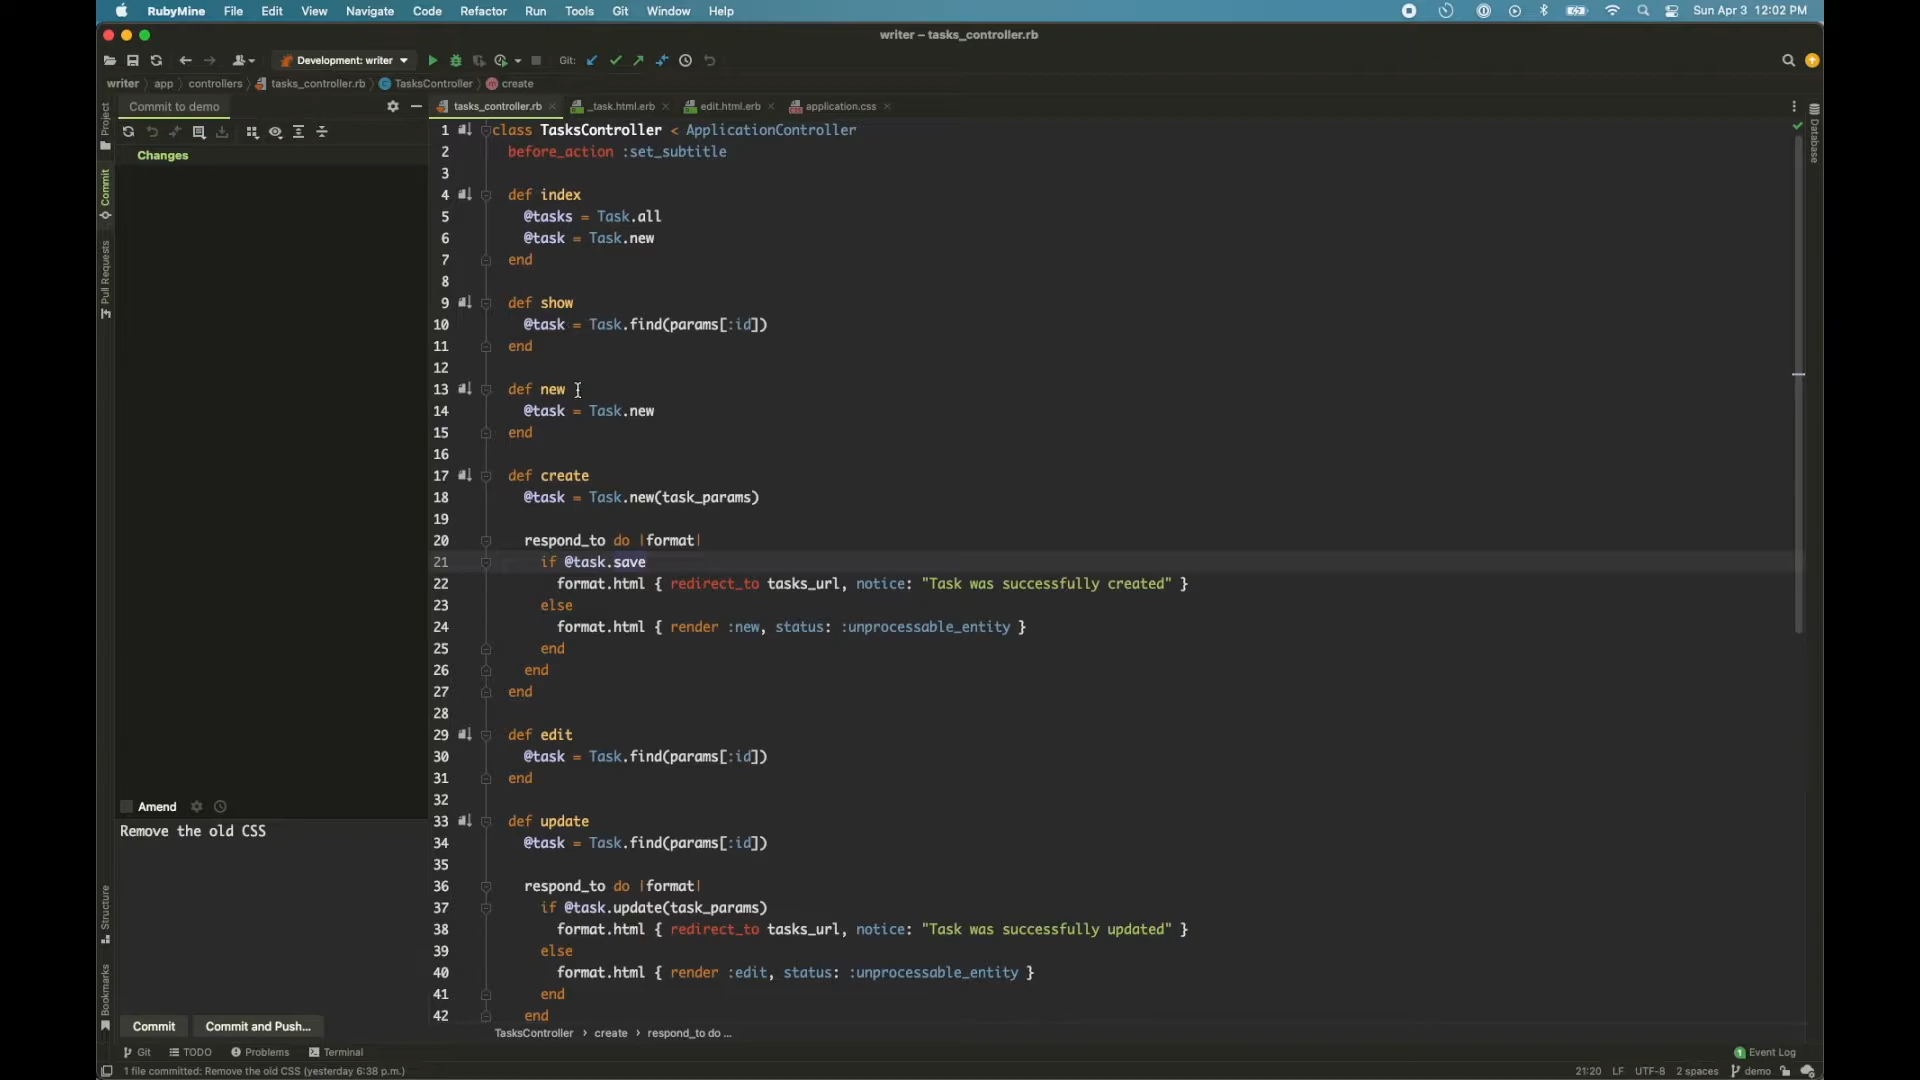 RubyMine File Edit View Navigate Code Refactor Run Tools Git Window Help Sun Apr 3 12:02 PM
writer – tasks_controller.rb
Development: writer Git:
writer app controllers tasks_controller.rb TasksController create
Commit to demo
tasks_controller.rb _task.html.erb edit.html.erb application.css
Project
Commit
Pull Requests
Structure
Bookmarks
Database
Changes
1 class TasksController < ApplicationController
2 before_action :set_subtitle
3
4 def index
5 @tasks = Task.all
6 @task = Task.new
7 end
8
9 def show
10 @task = Task.find(params[:id])
11 end
12
13 def new
14 @task = Task.new
15 end
16
17 def create
18 @task = Task.new(task_params)
19
20 respond_to do |format|
21 if @task.save
22 format.html { redirect_to tasks_url, notice: "Task was successfully created" }
23 else
24 format.html { render :new, status: :unprocessable_entity }
25 end
26 end
27 end
28
29 def edit
30 @task = Task.find(params[:id])
31 end
32
33 def update
34 @task = Task.find(params[:id])
35
36 respond_to do |format|
37 if @task.update(task_params)
38 format.html { redirect_to tasks_url, notice: "Task was successfully updated" }
39 else
40 format.html { render :edit, status: :unprocessable_entity }
41 end
42 end
Amend
Remove the old CSS
Commit Commit and Push...
TasksController › create › respond_to do ...
Git TODO Problems Terminal 1 Event Log
1 file committed: Remove the old CSS (yesterday 6:38 p.m.) 21:20 LF UTF-8 2 spaces demo